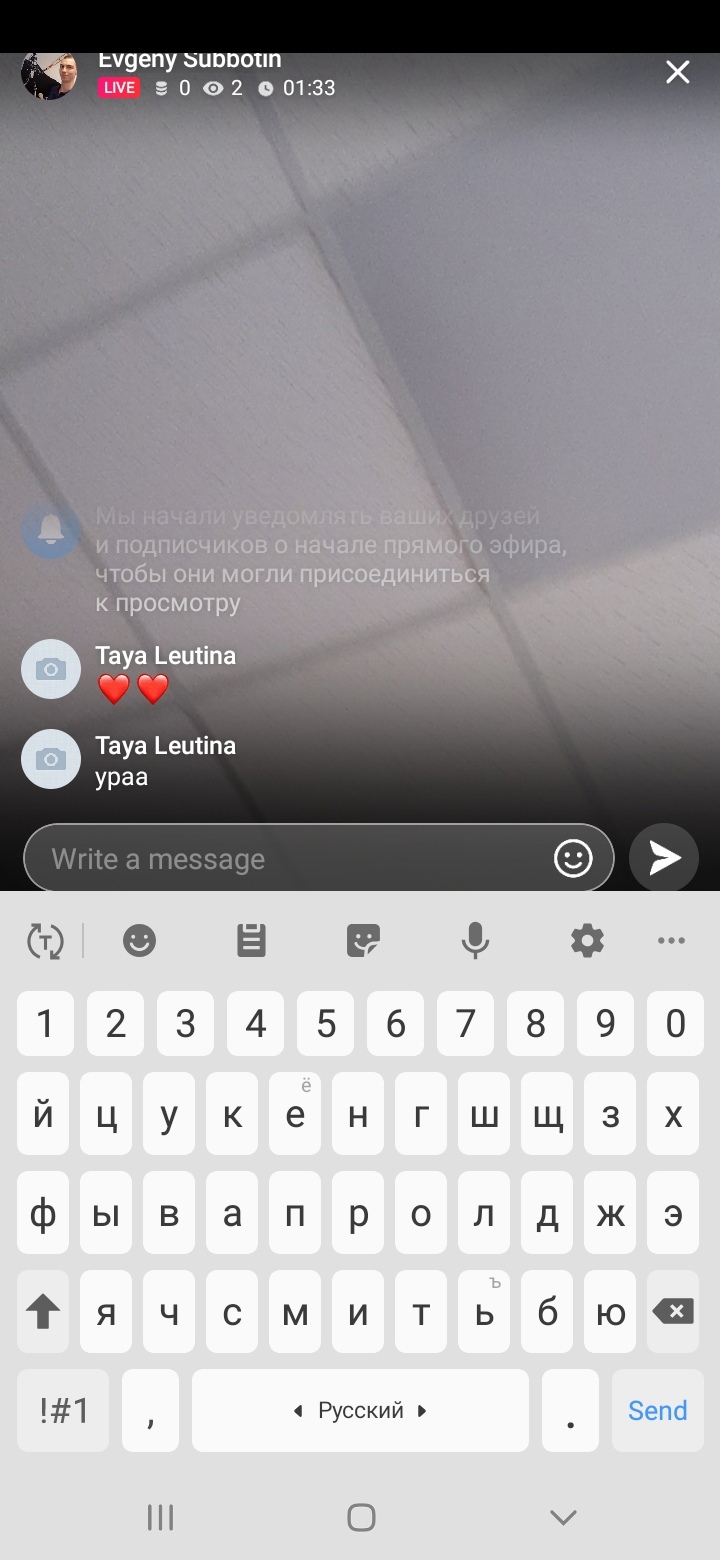 Evgeny Subbotin
LIVE 0 2 01:33
Мы начали уведомлять ваших друзей
и подписчиков о начале прямого эфира,
чтобы они могли присоединиться
к просмотру
Taya Leutina
❤️❤️
Taya Leutina
ураа
Write a message
T
1 2 3 4 5 6 7 8 9 0
ё
й ц у к е н г ш щ з х
ф ы в а п р о л д ж э
ъ
я ч с м и т ь б ю
!#1 , Русский . Send